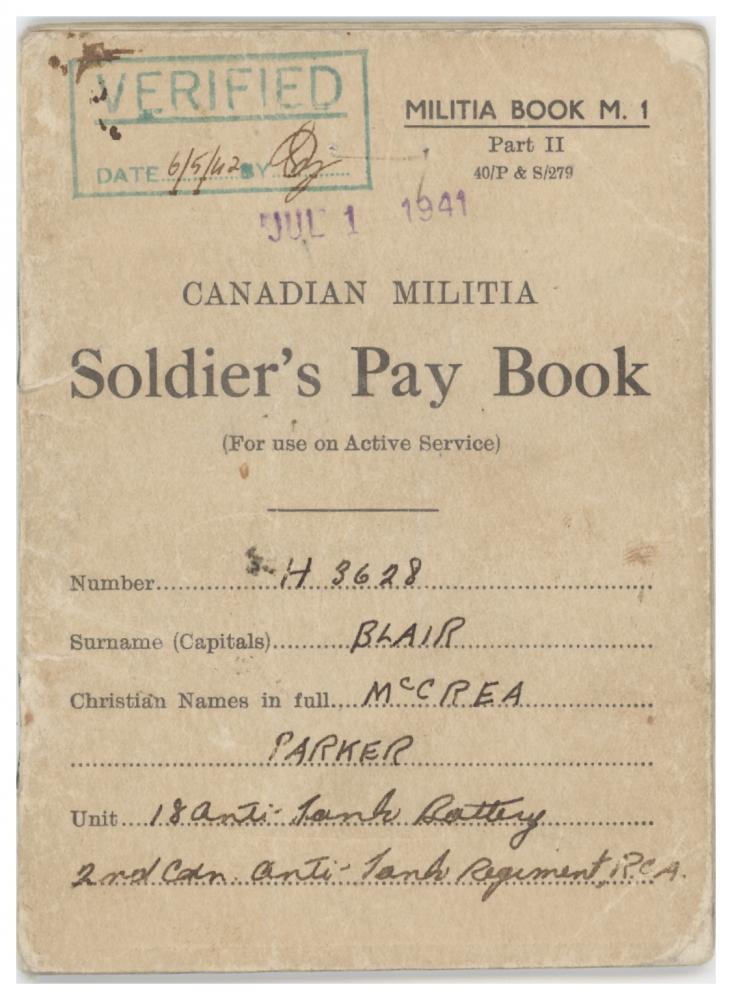 VERIFIED
DATE 6/5/42 BY
MILITIA BOOK M. 1
Part II
40/P & S/279
JUL 1 1941
CANADIAN MILITIA
Soldier's Pay Book
(For use on Active Service)
Number H 3628
Surname (Capitals) BLAIR
Christian Names in full McCREA
PARKER
Unit 18 Anti-Tank Battery
2nd Cdn Anti-Tank Regiment, RCA.